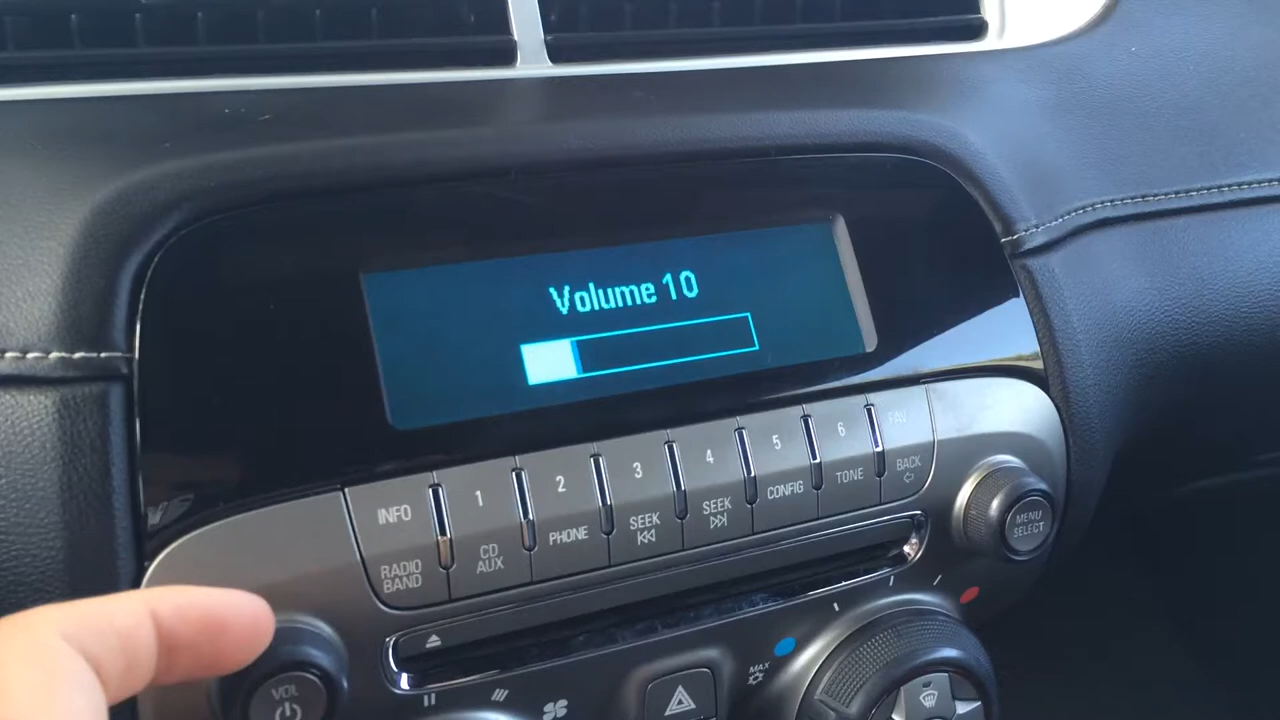 Volume 10
INFO
1
2
3
4
5
6
FAV
RADIO
BAND
CD
AUX
PHONE
SEEK
SEEK
CONFIG
TONE
BACK
MENU
SELECT
VOL
MAX